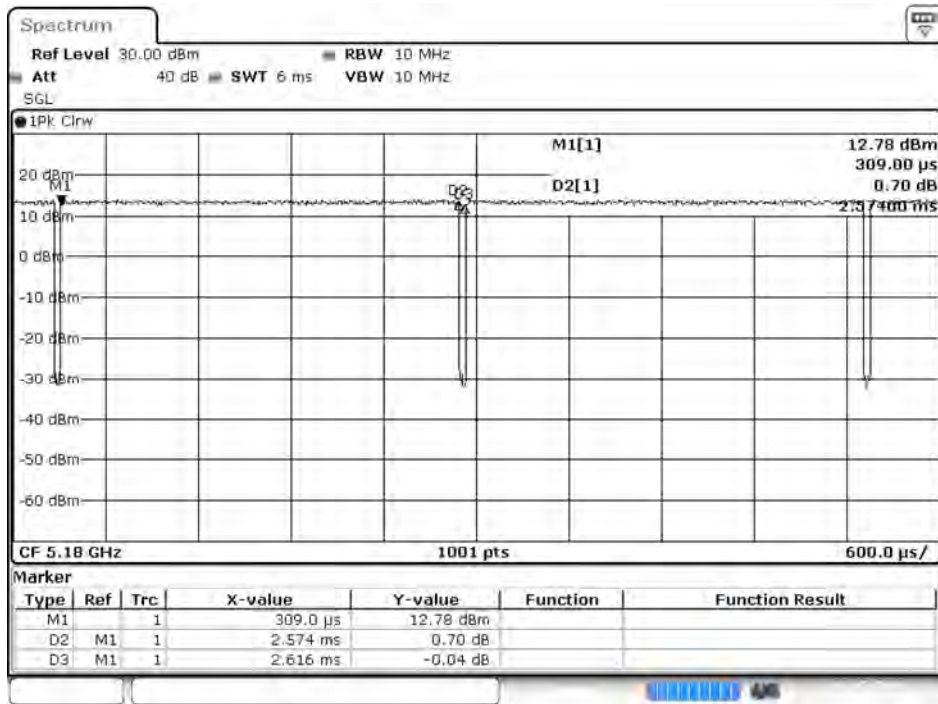 Spectrum
Ref Level 30.00 dBm RBW 10 MHz
Att 40 dB SWT 6 ms VBW 10 MHz
SGL
1Pk Clrw
M1[1] 12.78 dBm
309.00 µs
20 dBm
M1
D2[1] 0.70 dB
2.57400 ms
10 dBm
0 dBm
-10 dBm
-20 dBm
-30 dBm
-40 dBm
-50 dBm
-60 dBm
CF 5.18 GHz 1001 pts 600.0 µs/
Marker
Type Ref Trc X-value Y-value Function Function Result
M1 1 309.0 µs 12.78 dBm
D2 M1 1 2.574 ms 0.70 dB
D3 M1 1 2.616 ms -0.04 dB